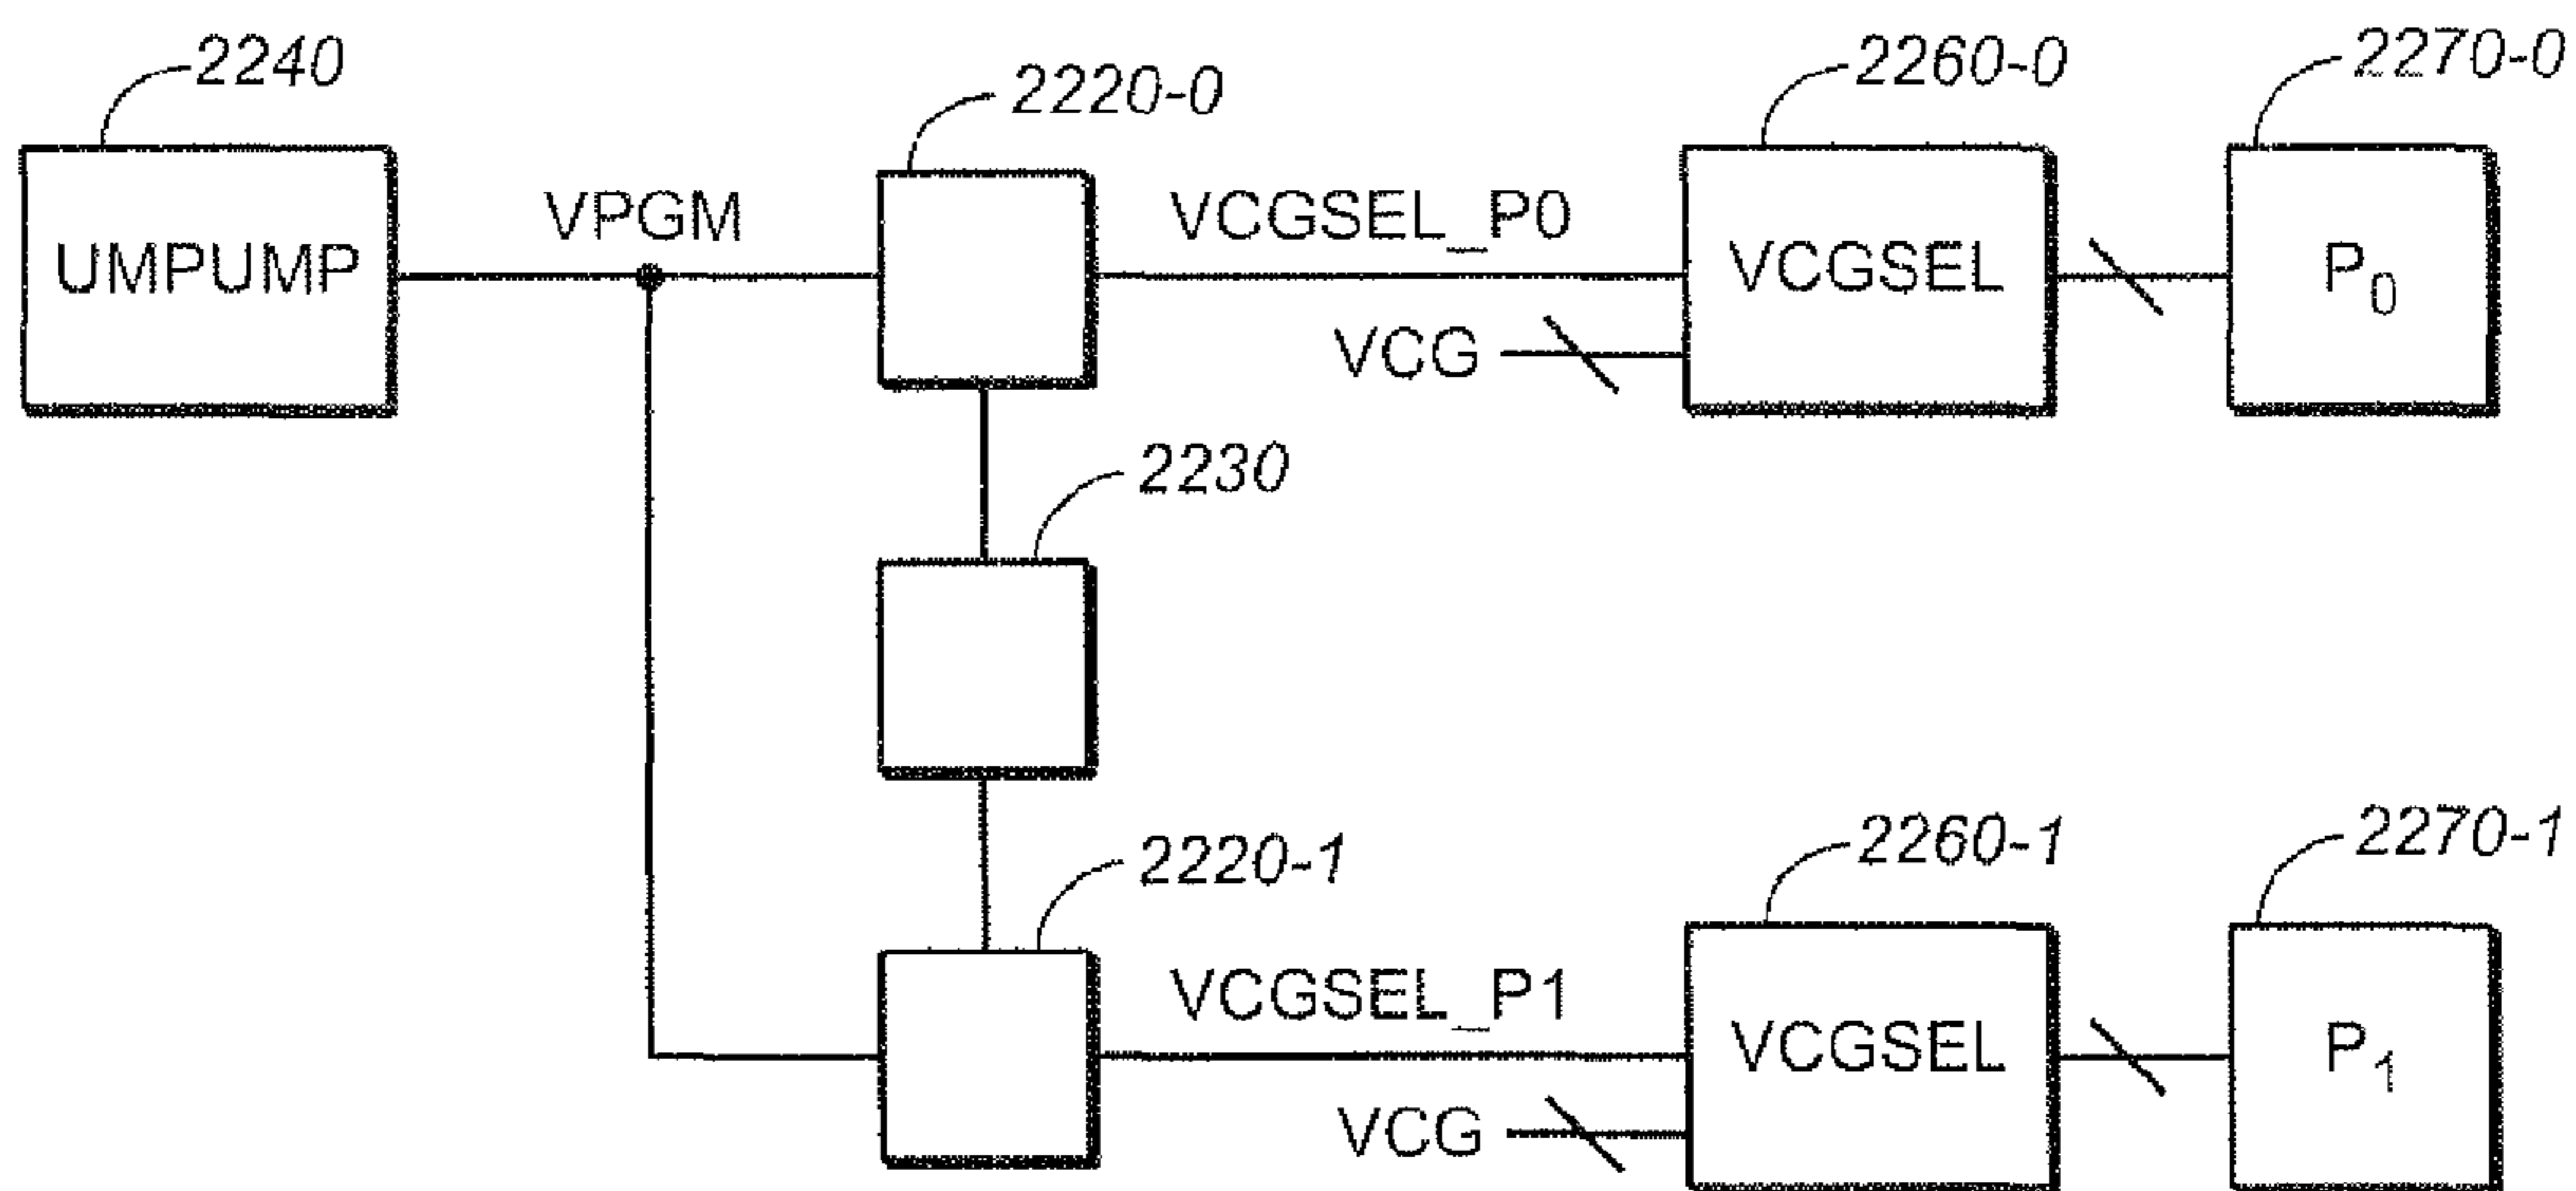 2240
2220-0
2260-0
2270-0
UMPUMP
VPGM
VCGSEL_P0
VCGSEL
P0
VCG
2230
2220-1
2260-1
2270-1
VCGSEL_P1
VCGSEL
P1
VCG